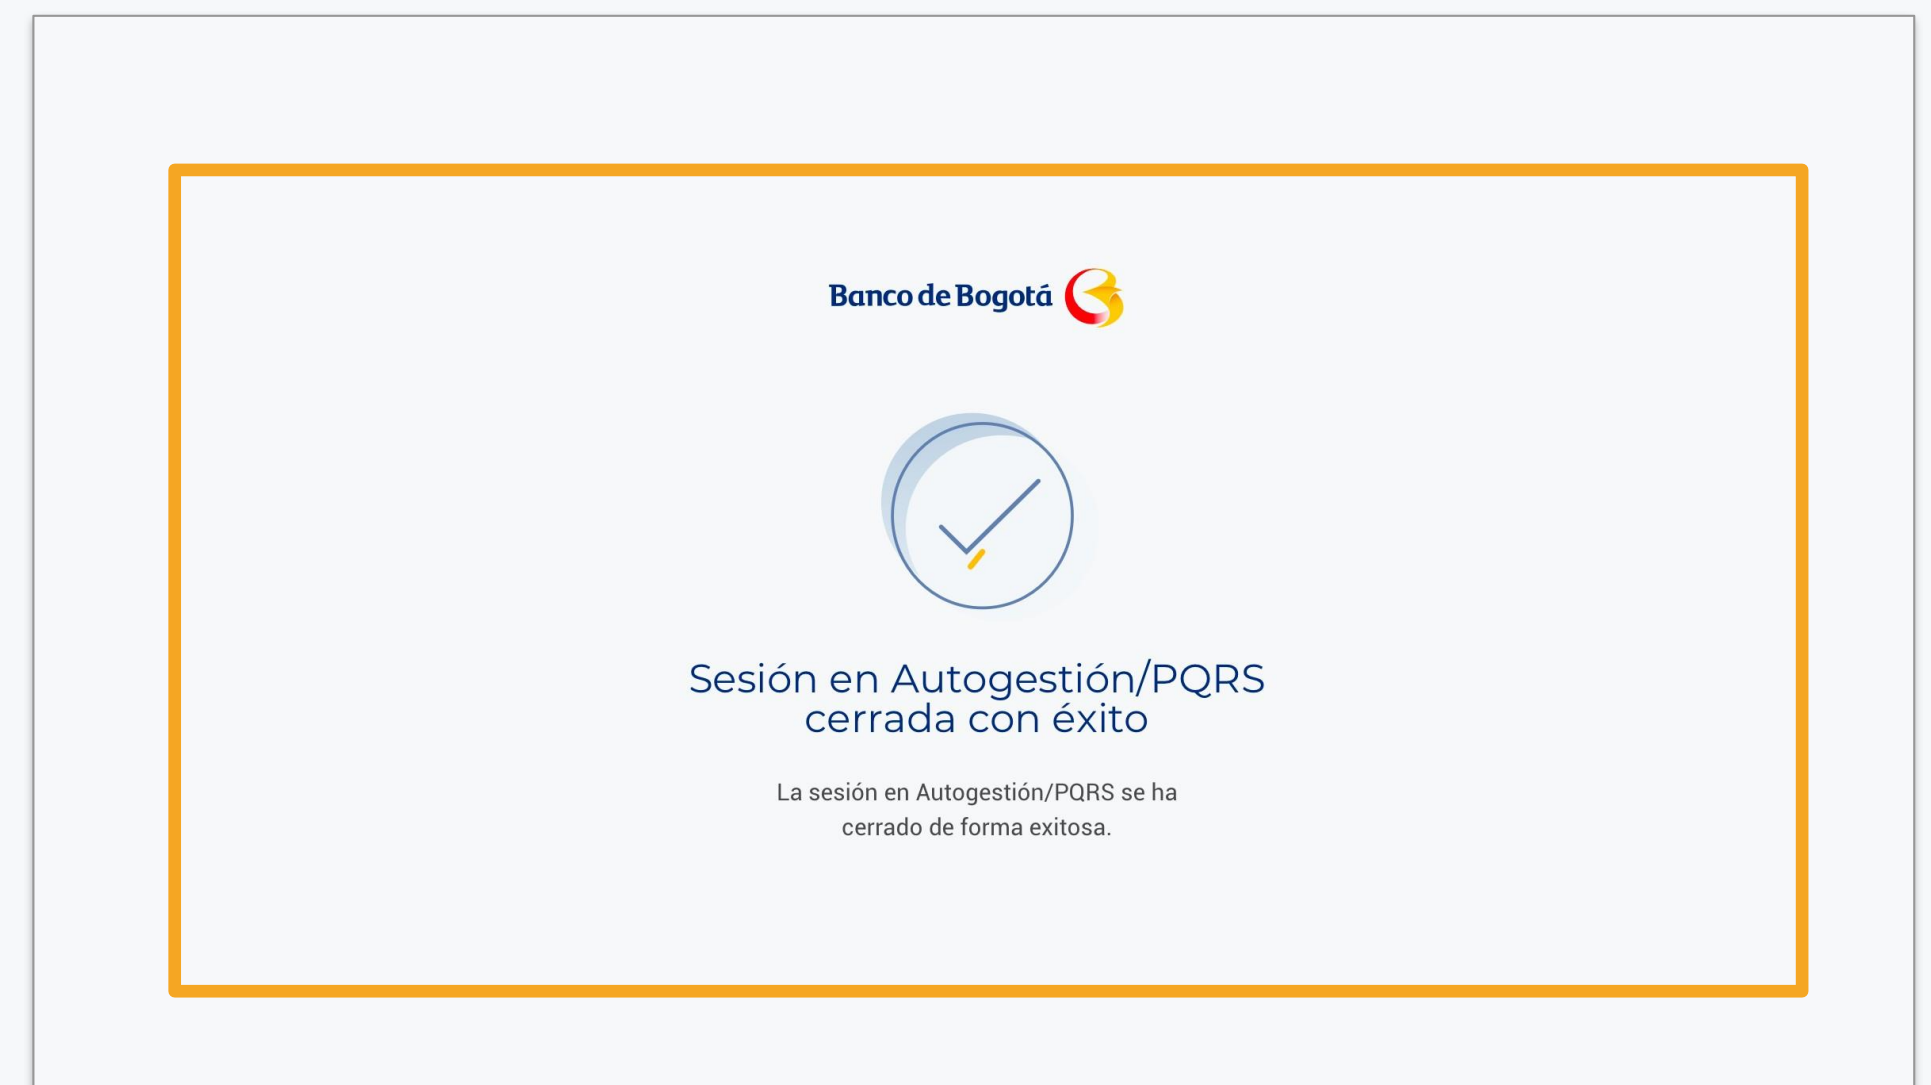 Banco de Bogotá
Sesión en Autogestión/PQRS
cerrada con éxito
La sesión en Autogestión/PQRS se ha
cerrado de forma exitosa.